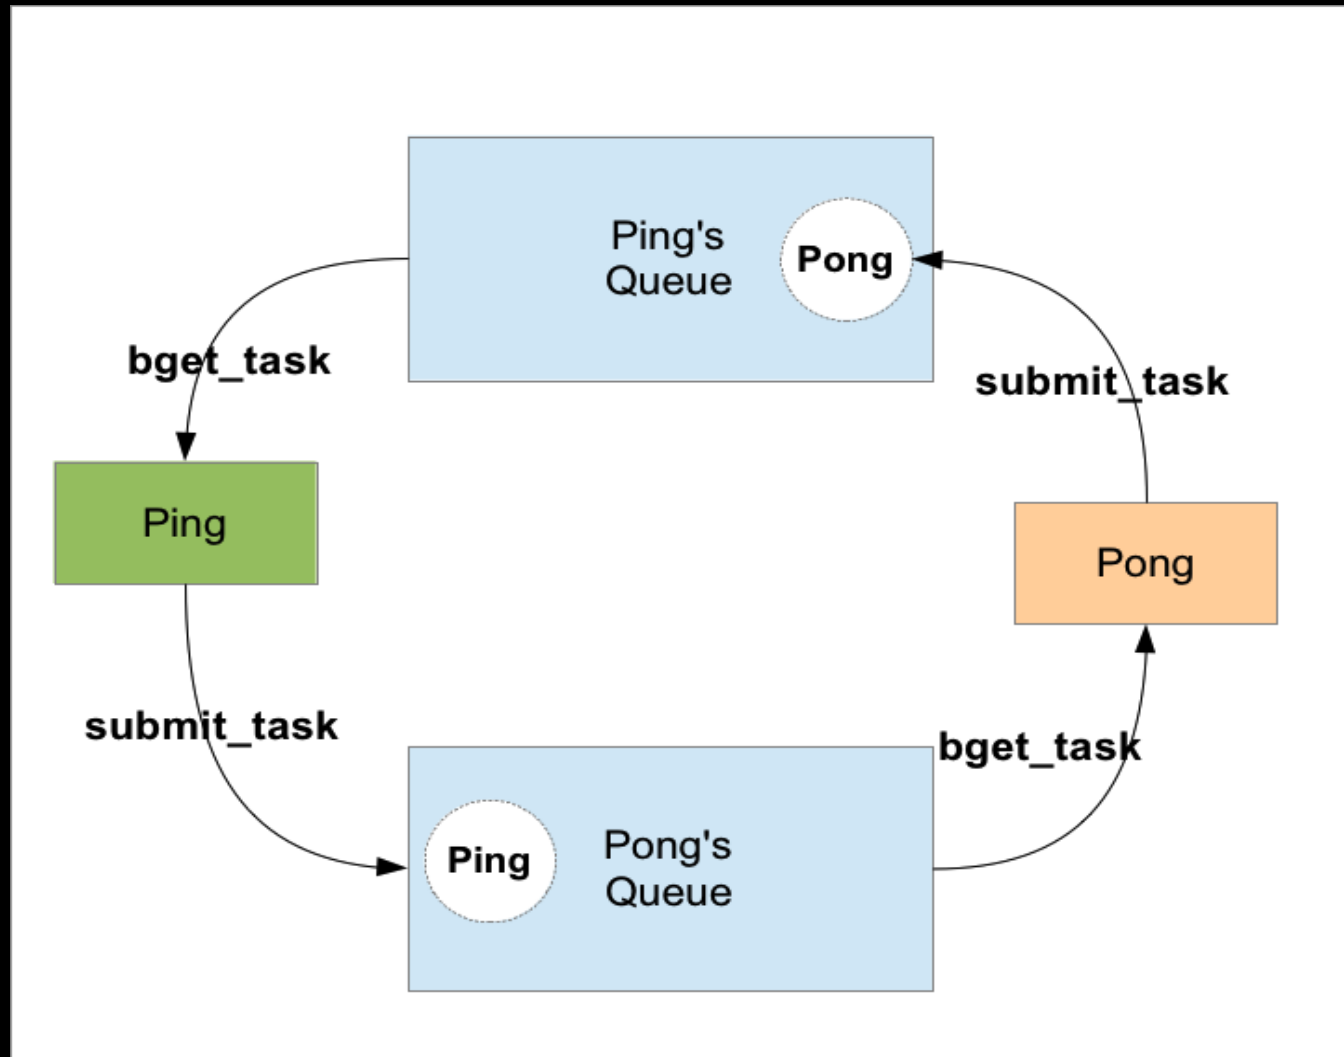 Ping's
Queue
Pong
bget_task
submit_task
Ping
Pong
submit_task
bget_task
Ping
Pong's
Queue